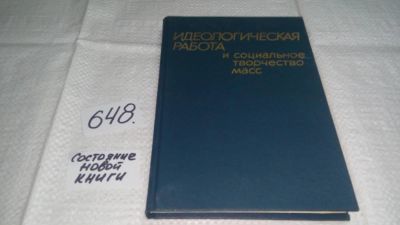 ИДЕОЛОГИЧЕСКАЯ
РАБОТА
и социальное
творчество
масс
648.
Состояние
новой
книги